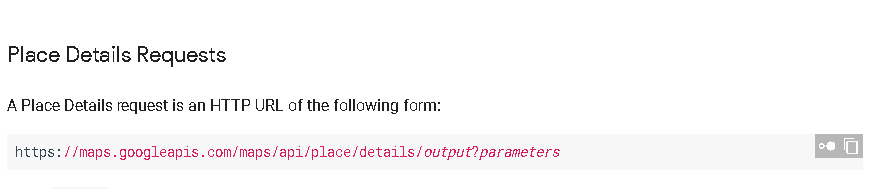 Place Details Requests
A Place Details request is an HTTP URL of the following form:
https://maps.googleapis.com/maps/api/place/details/output?parameters